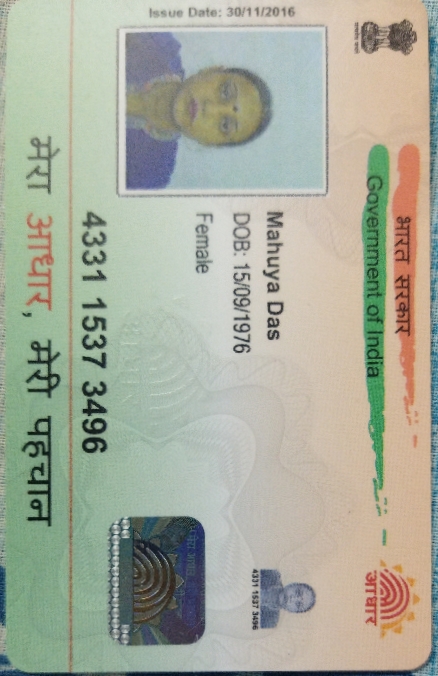 Issue Date: 30/11/2016
भारत सरकार
Government of India
आधार
Mahuya Das
DOB: 15/09/1976
Female
4331 1537 3496
4331 1537 3496
मेरा आधार, मेरी पहचान